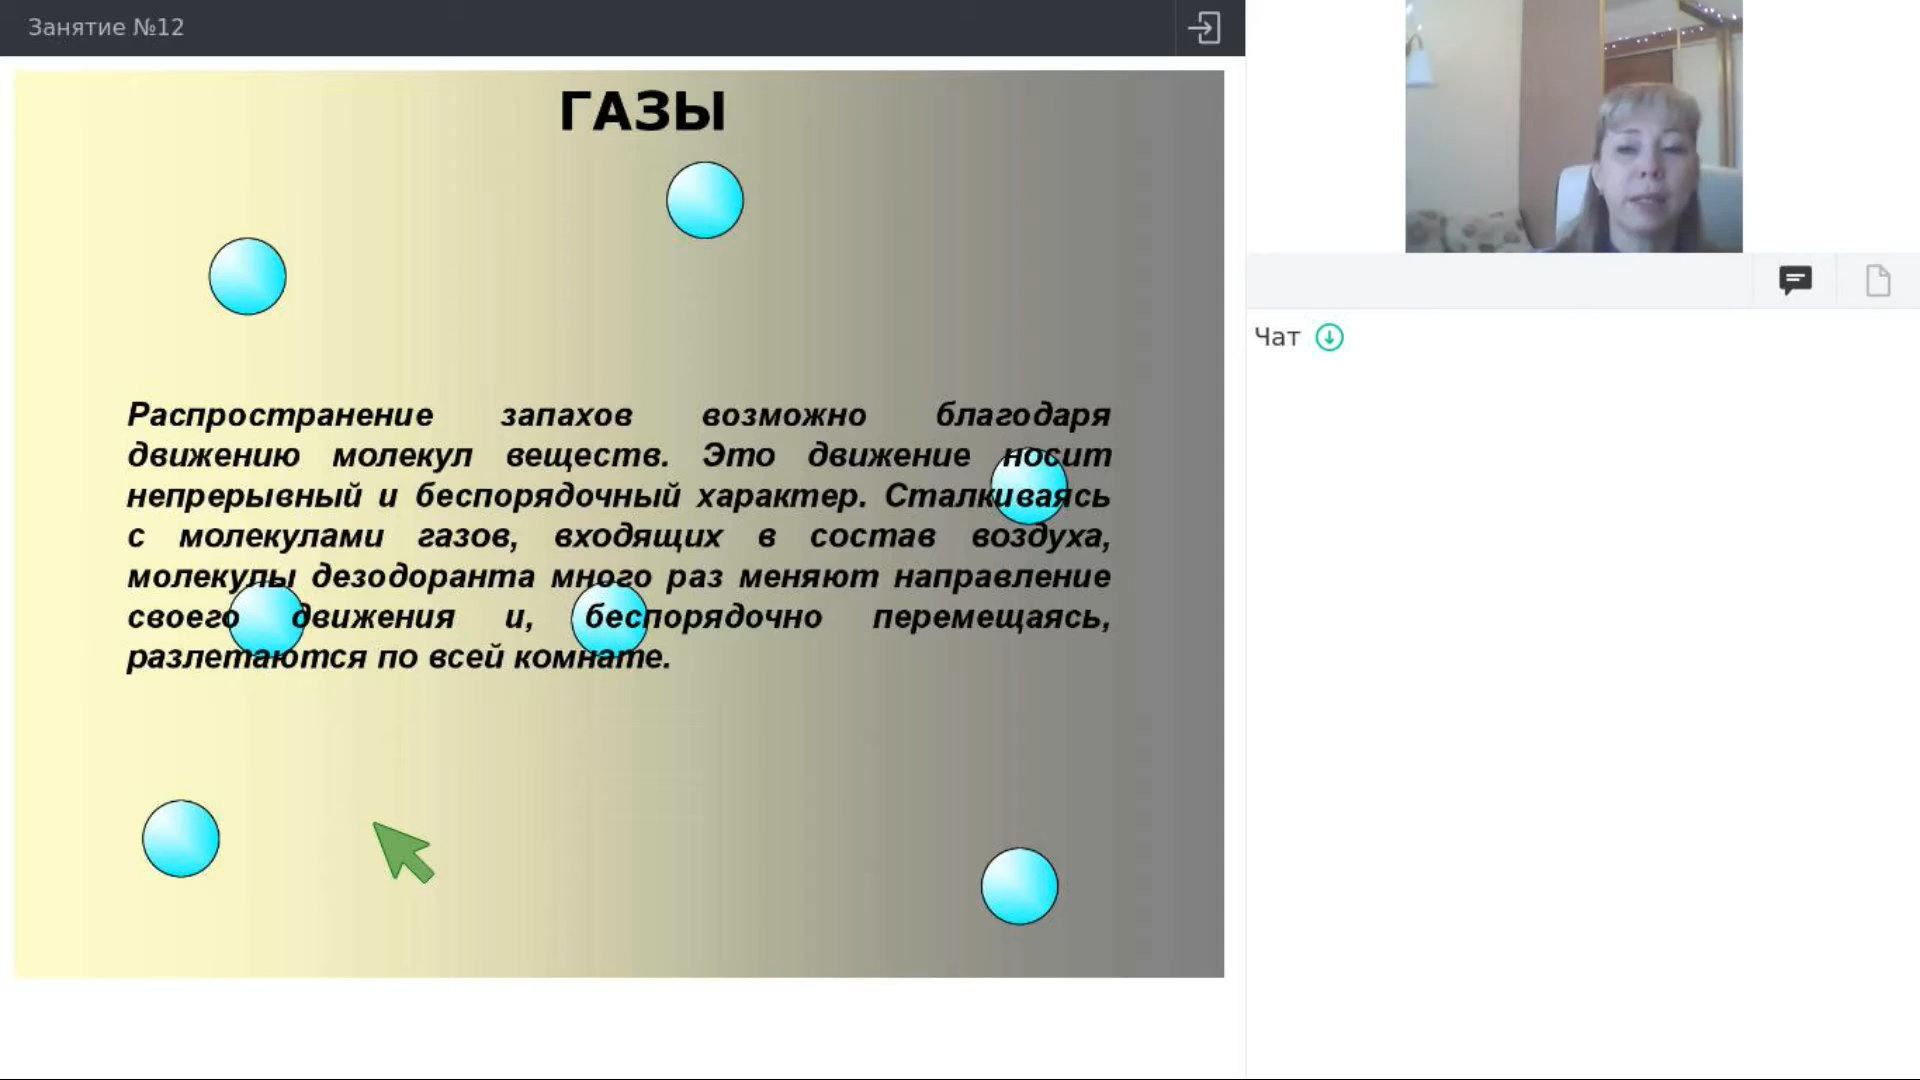 Занятие №12
ГАЗЫ
Распространение запахов возможно благодаря
движению молекул веществ. Это движение носит
непрерывный и беспорядочный характер. Сталкиваясь
с молекулами газов, входящих в состав воздуха,
молекулы дезодоранта много раз меняют направление
своего движения и, беспорядочно перемещаясь,
разлетаются по всей комнате.
Чат